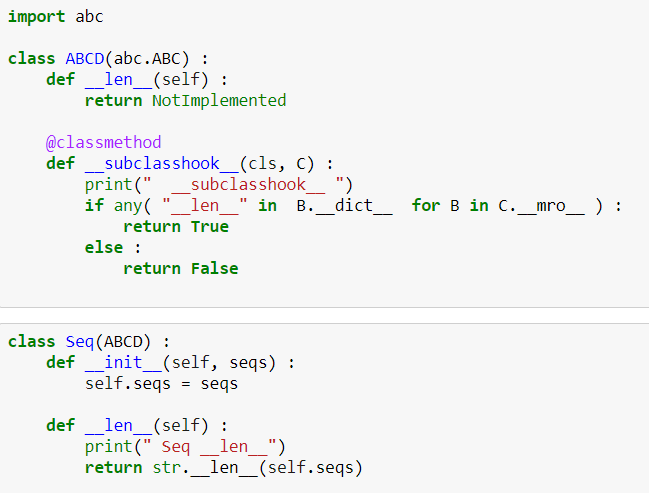 import abc
class ABCD(abc.ABC) :
    def __len__(self) :
        return NotImplemented
    @classmethod
    def __subclasshook__(cls, C) :
        print("  __subclasshook__ ")
        if any( "__len__" in  B.__dict__  for B in C.__mro__ ) :
            return True
        else :
            return False
class Seq(ABCD) :
    def __init__(self, seqs) :
        self.seqs = seqs
    def __len__(self) :
        print(" Seq __len__")
        return str.__len__(self.seqs)